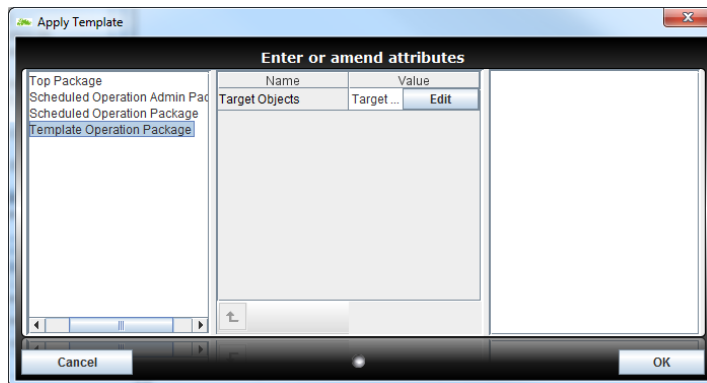 Apply Template
Enter or amend attributes
Top Package
Scheduled Operation Admin Pac
Scheduled Operation Package
Template Operation Package
Name Value
Target Objects Target ... Edit
Cancel OK